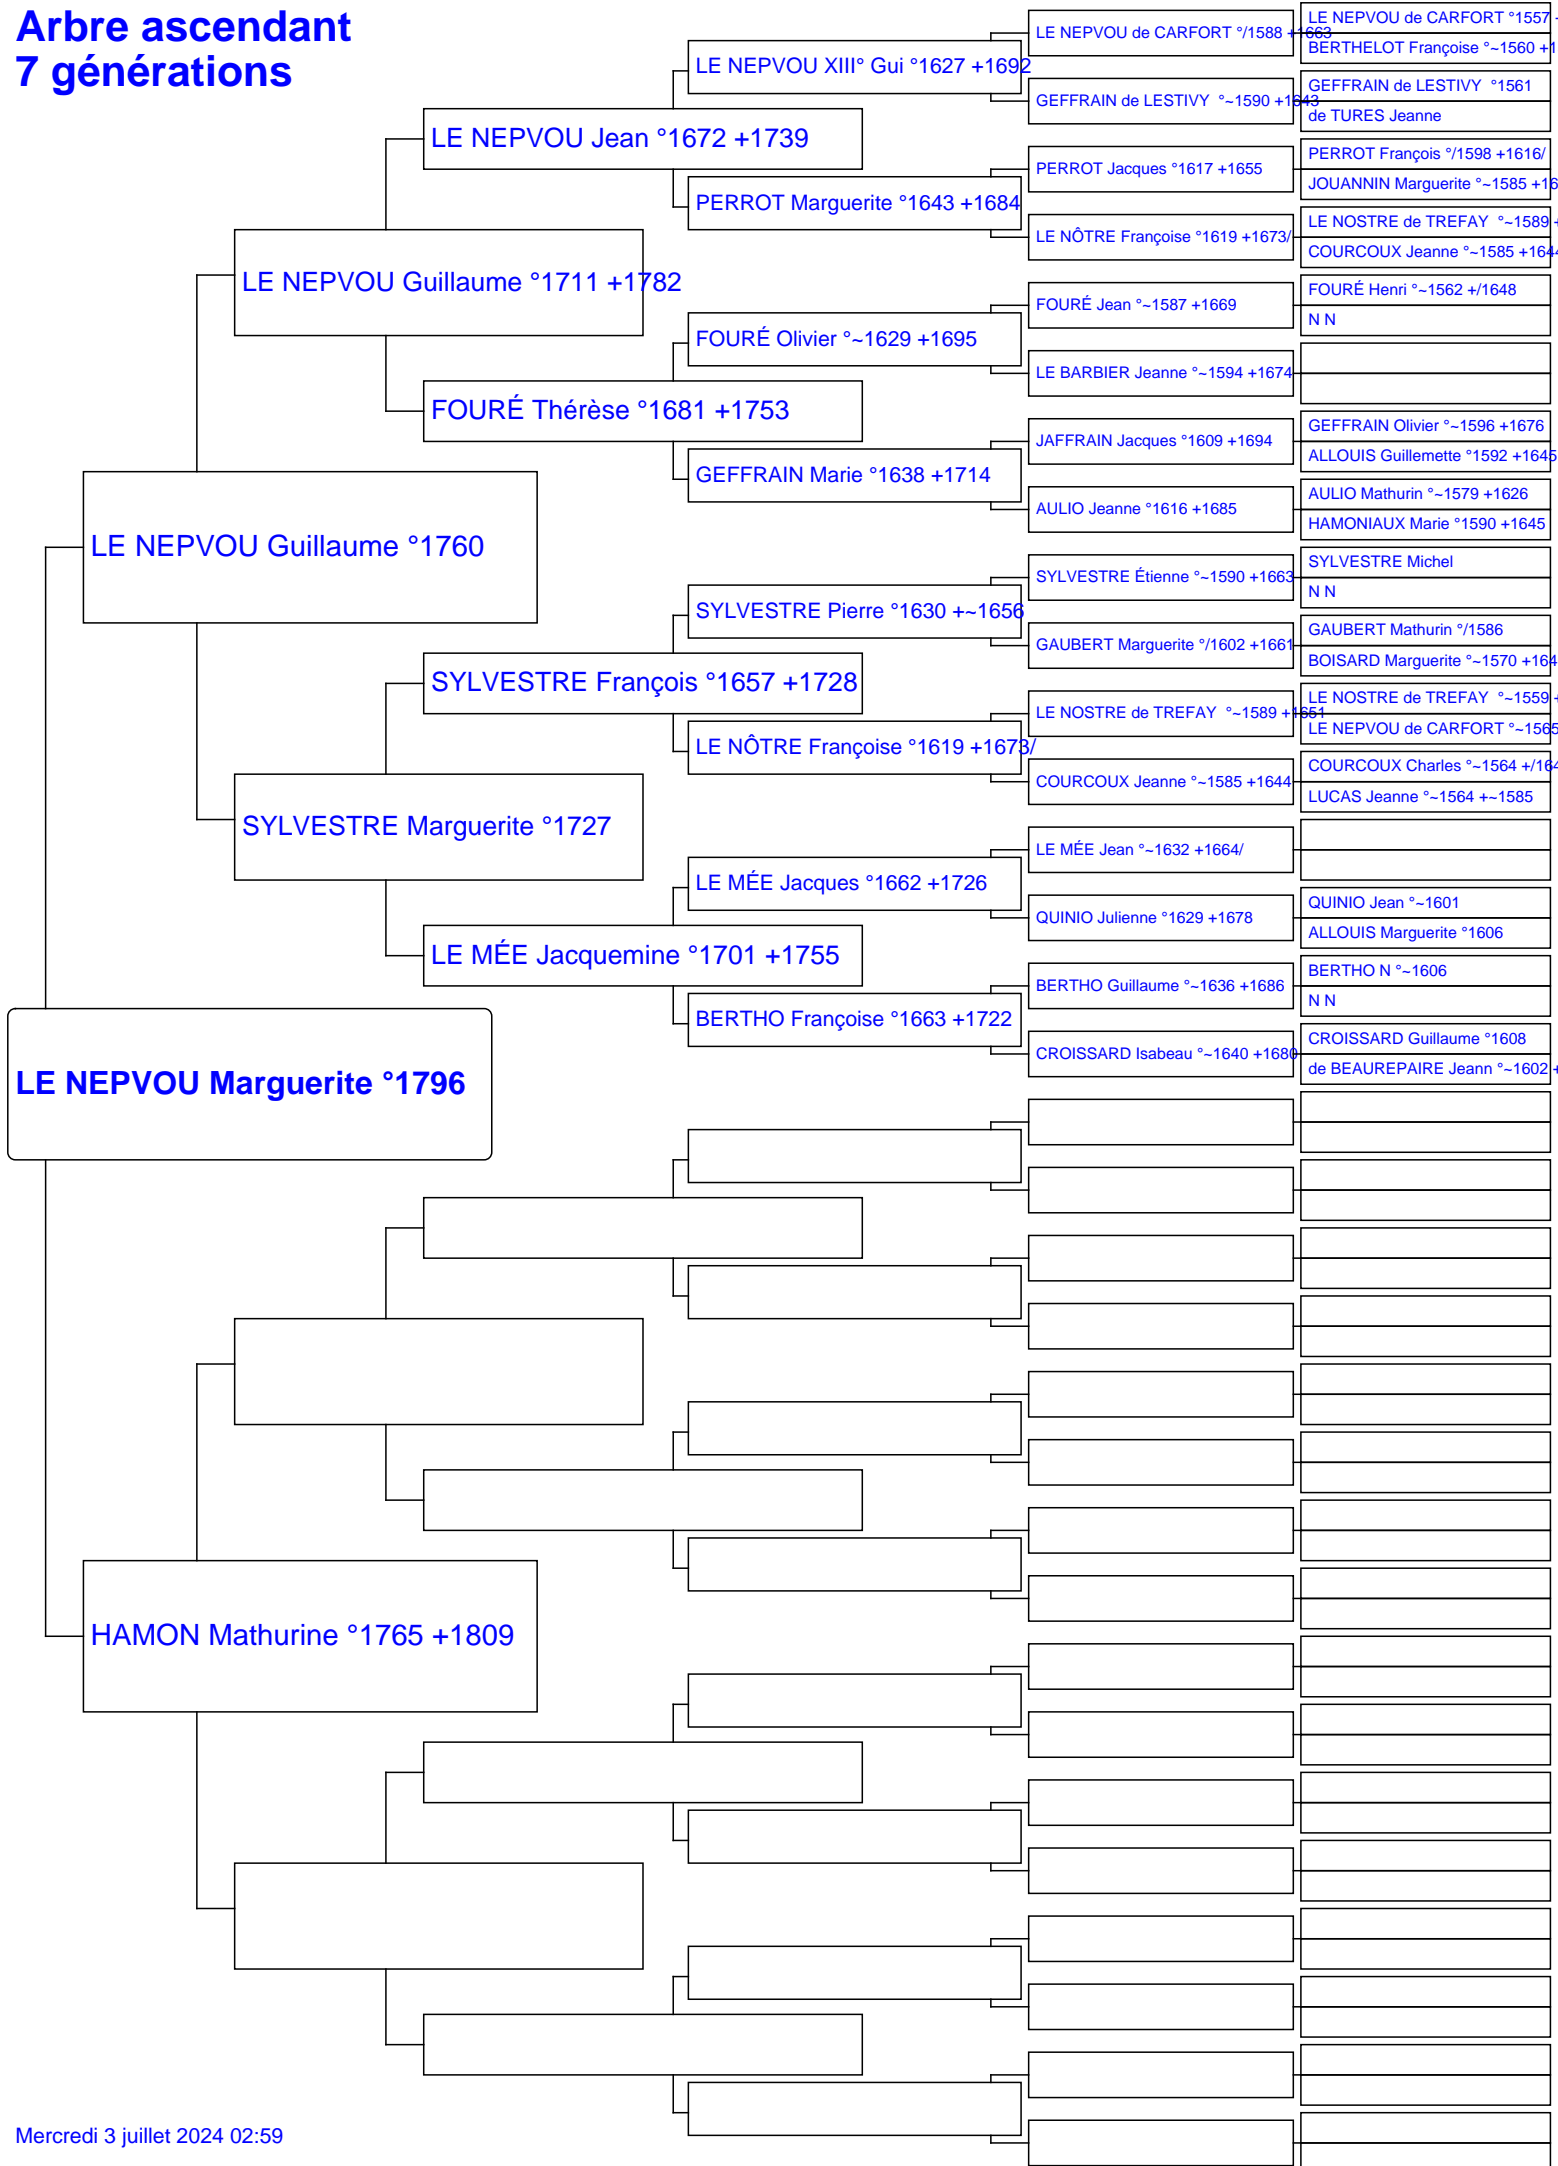 Arbre ascendant
7 générations
LE NEPVOU Marguerite °1796
LE NEPVOU Guillaume °1760
HAMON Mathurine °1765 +1809
LE NEPVOU Guillaume °1711 +1782
SYLVESTRE Marguerite °1727
LE NEPVOU Jean °1672 +1739
FOURÉ Thérèse °1681 +1753
SYLVESTRE François °1657 +1728
LE MÉE Jacquemine °1701 +1755
LE NEPVOU XIII° Gui °1627 +1692
PERROT Marguerite °1643 +1684
FOURÉ Olivier °~1629 +1695
GEFFRAIN Marie °1638 +1714
SYLVESTRE Pierre °1630 +~1656
LE NÔTRE Françoise °1619 +1673/
LE MÉE Jacques °1662 +1726
BERTHO Françoise °1663 +1722
LE NEPVOU de CARFORT °/1588 +1663
GEFFRAIN de LESTIVY °~1590 +1643
PERROT Jacques °1617 +1655
LE NÔTRE Françoise °1619 +1673/
FOURÉ Jean °~1587 +1669
LE BARBIER Jeanne °~1594 +1674
JAFFRAIN Jacques °1609 +1694
AULIO Jeanne °1616 +1685
SYLVESTRE Étienne °~1590 +1663
GAUBERT Marguerite °/1602 +1661
LE NOSTRE de TREFAY °~1589 +1651
COURCOUX Jeanne °~1585 +1644
LE MÉE Jean °~1632 +1664/
QUINIO Julienne °1629 +1678
BERTHO Guillaume °~1636 +1686
CROISSARD Isabeau °~1640 +1680
LE NEPVOU de CARFORT °1557 +
BERTHELOT Françoise °~1560 +1
GEFFRAIN de LESTIVY °1561
de TURES Jeanne
PERROT François °/1598 +1616/
JOUANNIN Marguerite °~1585 +16
LE NOSTRE de TREFAY °~1589 +
COURCOUX Jeanne °~1585 +1644
FOURÉ Henri °~1562 +/1648
N N
GEFFRAIN Olivier °~1596 +1676
ALLOUIS Guillemette °1592 +1645
AULIO Mathurin °~1579 +1626
HAMONIAUX Marie °1590 +1645
SYLVESTRE Michel
N N
GAUBERT Mathurin °/1586
BOISARD Marguerite °~1570 +164
LE NOSTRE de TREFAY °~1559 +
LE NEPVOU de CARFORT °~1565
COURCOUX Charles °~1564 +/164
LUCAS Jeanne °~1564 +~1585
QUINIO Jean °~1601
ALLOUIS Marguerite °1606
BERTHO N °~1606
N N
CROISSARD Guillaume °1608
de BEAUREPAIRE Jeann °~1602 +
Mercredi 3 juillet 2024 02:59